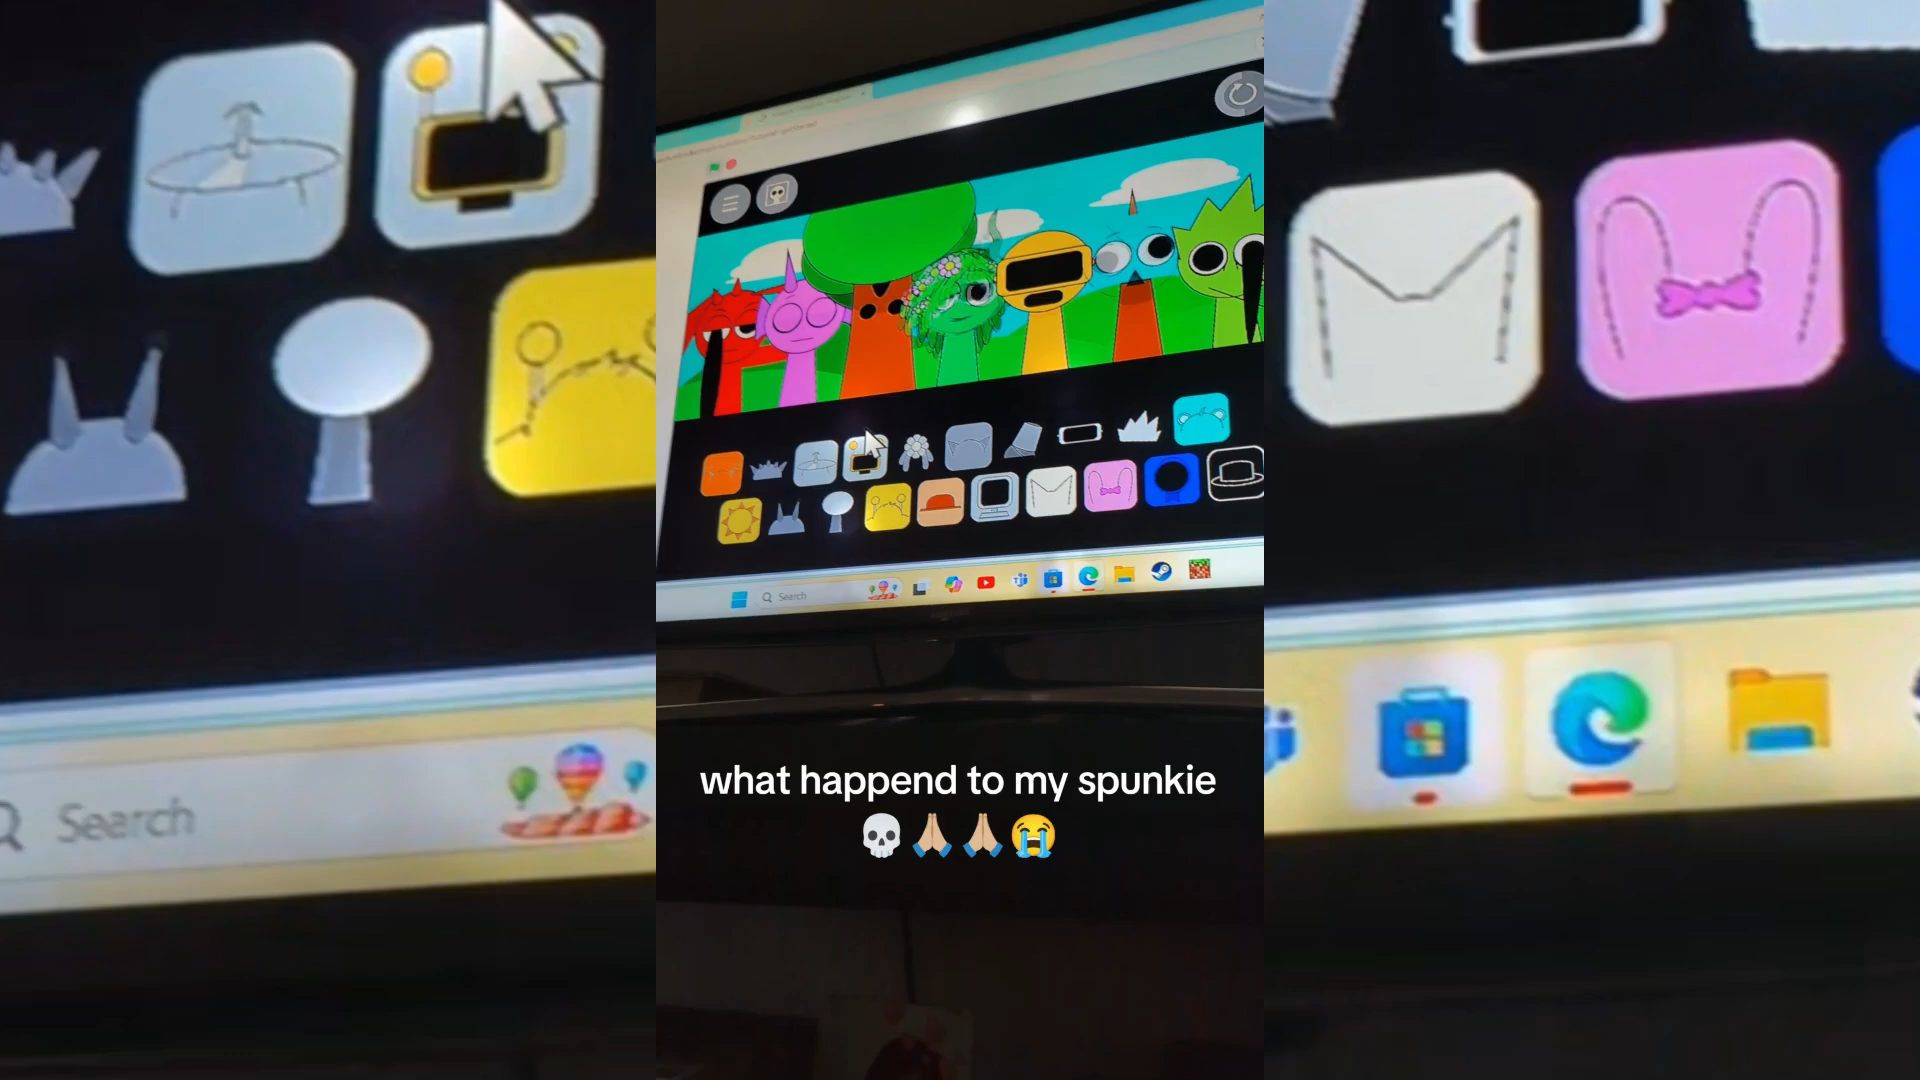 Search
Search
what happend to my spunkie
💀🙏🏼🙏🏼😭